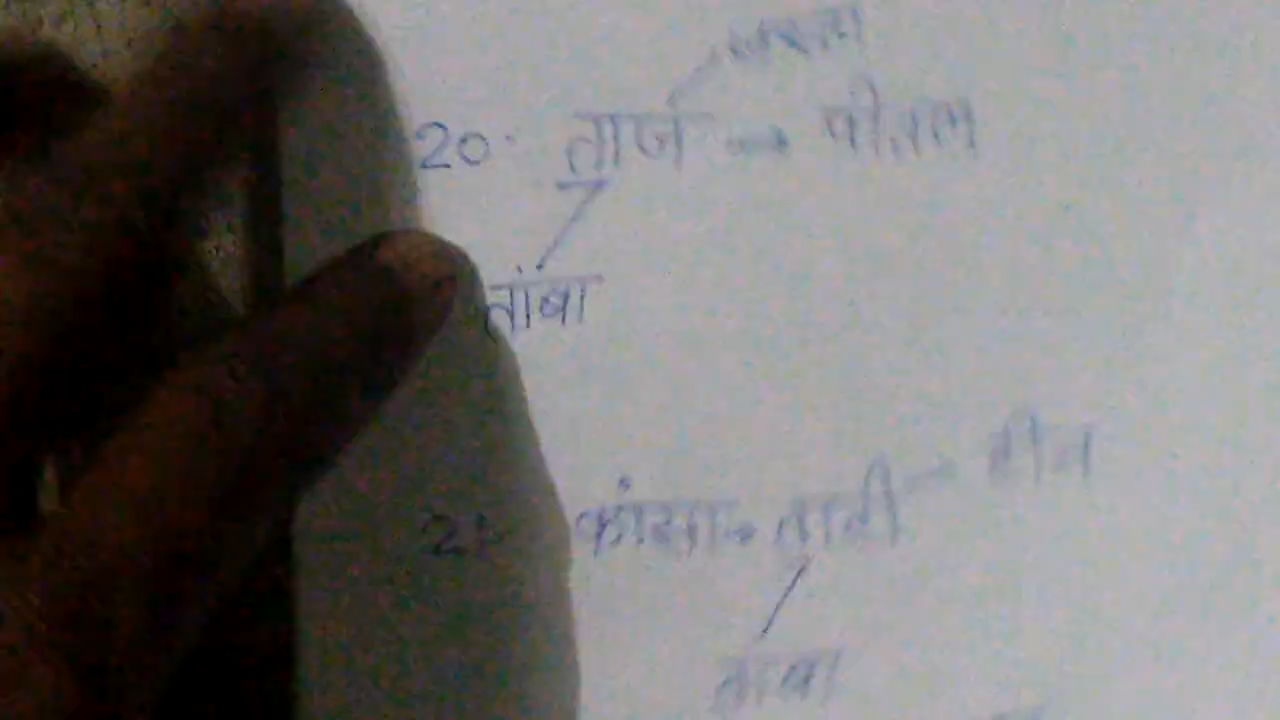 20. ताज → पीतल
तांबा
21. कांसा → ताटी → टीन
तांबा